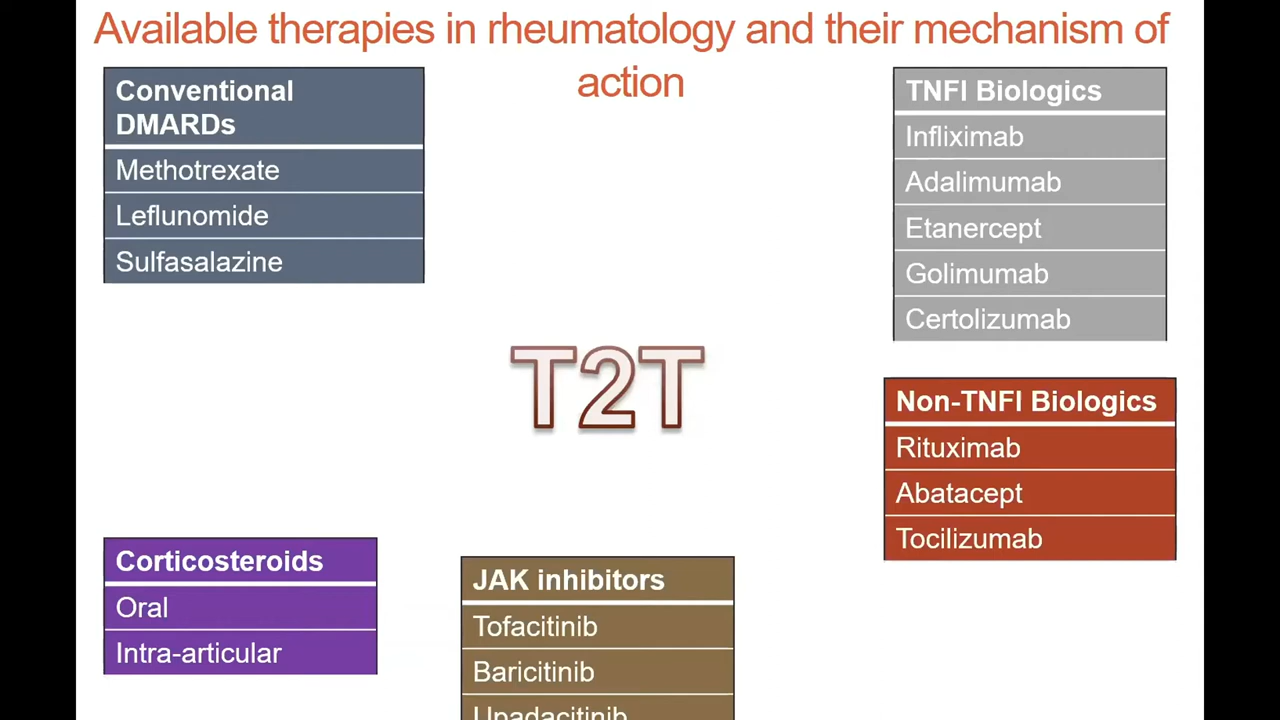 Available therapies in rheumatology and their mechanism of
action
Conventional
DMARDs
Methotrexate
Leflunomide
Sulfasalazine
TNFI Biologics
Infliximab
Adalimumab
Etanercept
Golimumab
Certolizumab
T2T
Non-TNFI Biologics
Rituximab
Abatacept
Tocilizumab
Corticosteroids
Oral
Intra-articular
JAK inhibitors
Tofacitinib
Baricitinib
Upadacitinib